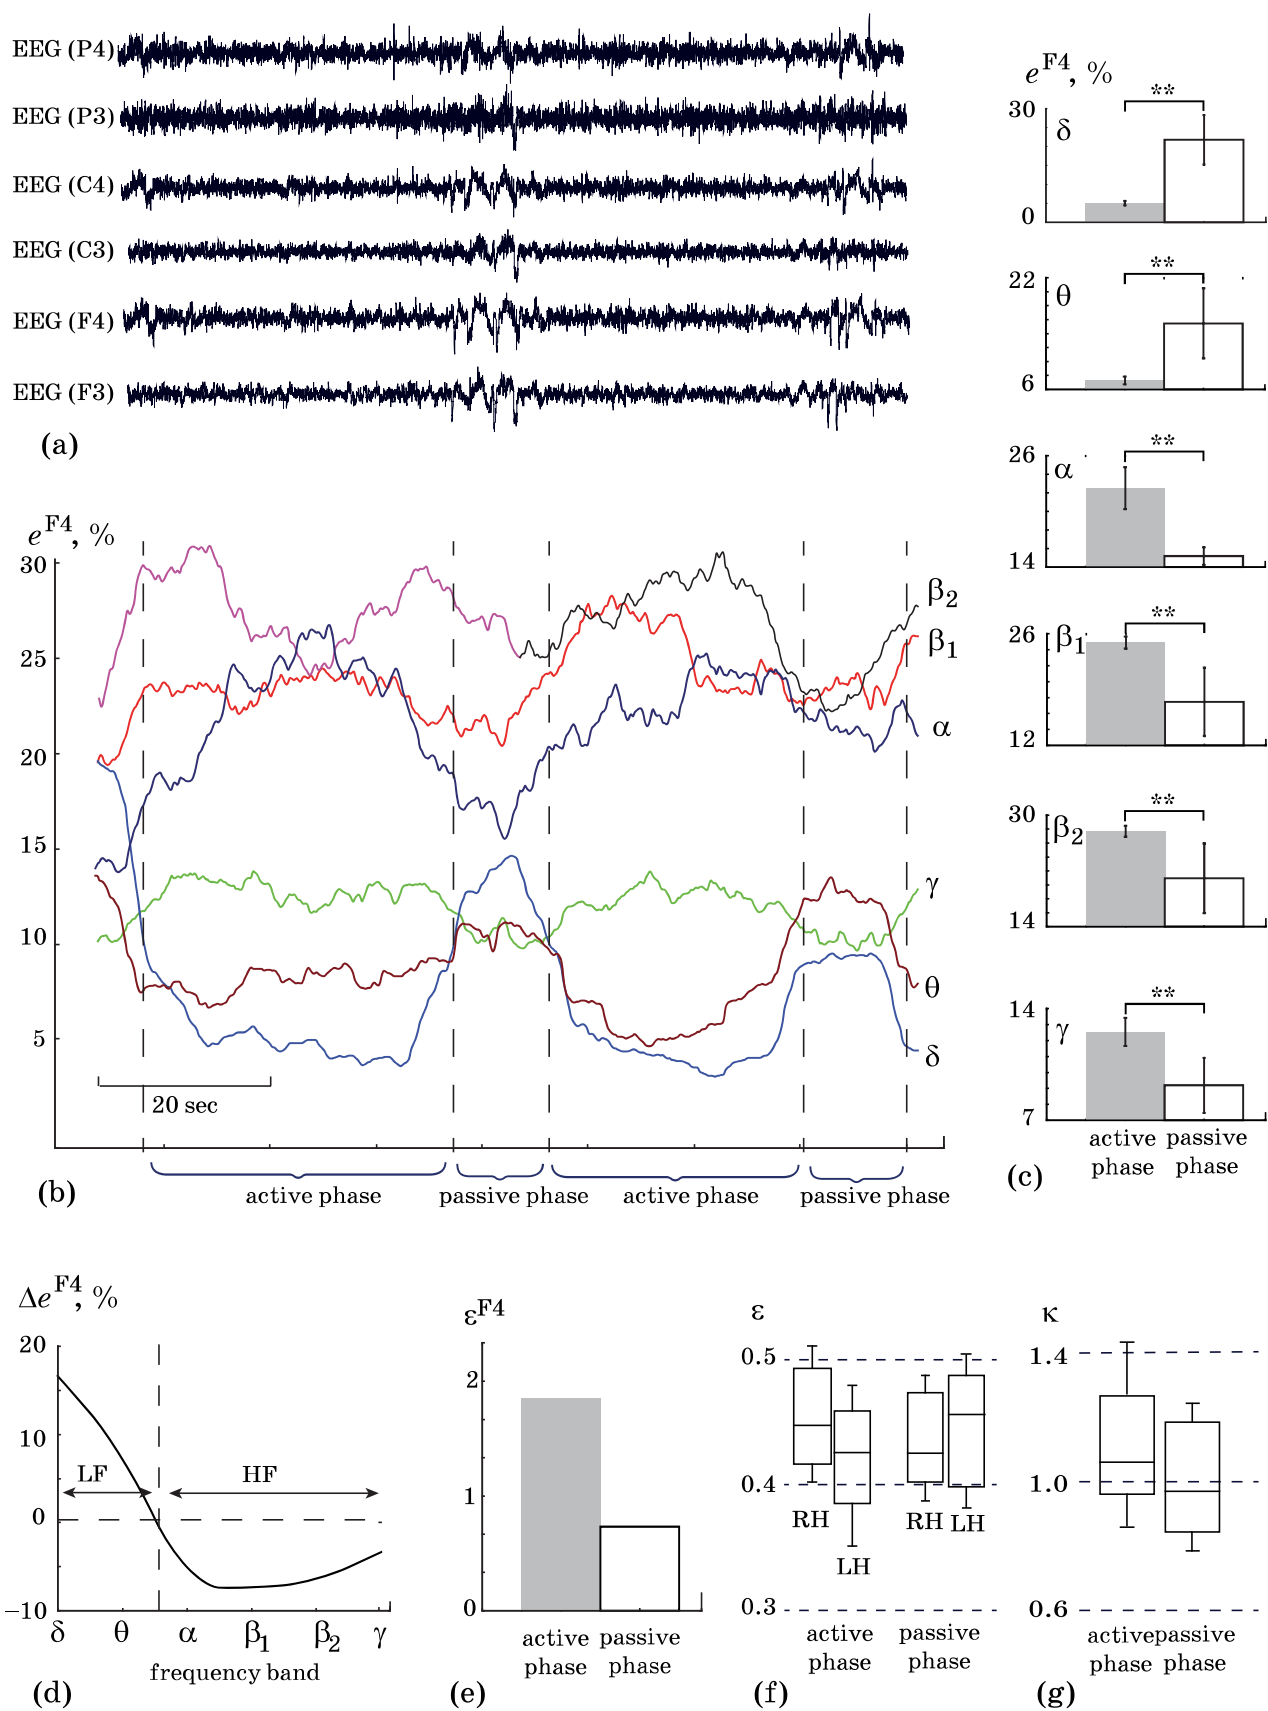 EEG (P4)
EEG (P3)
EEG (C4)
EEG (C3)
EEG (F4)
EEG (F3)
(a)
e^F4, %
30
25
20
15
10
5
β2
β1
α
γ
θ
δ
20 sec
active phase
passive phase
active phase
passive phase
(b)
e^F4, %
30
δ
**
0
22
θ
**
6
26
α
**
14
26
β1
**
12
30
β2
**
14
14
γ
**
7
active phase
passive phase
(c)
Δe^F4, %
20
10
0
−10
LF
HF
δ
θ
α
β1
β2
γ
frequency band
(d)
ε^F4
2
1
0
active phase
passive phase
(e)
ε
0.5
0.4
0.3
RH
LH
RH
LH
active phase
passive phase
(f)
κ
1.4
1.0
0.6
active phase
passive phase
(g)